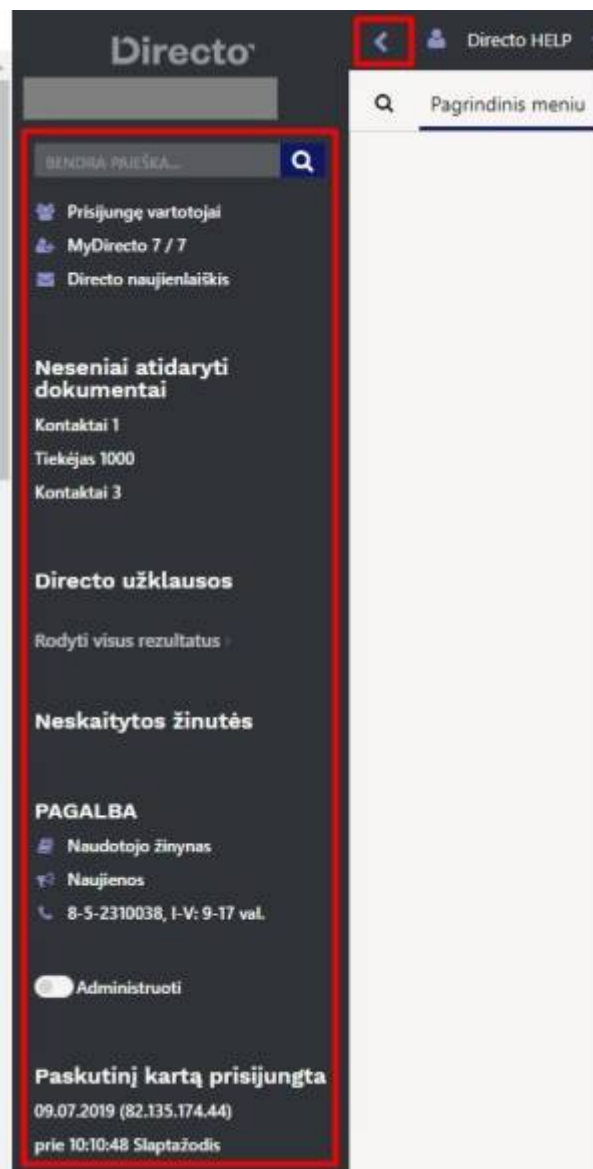 Directo
Directo HELP
Pagrindinis meniu
BENDRA PAIEŠKA...
Prisijungę vartotojai
MyDirecto 7 / 7
Directo naujienlaiškis
Neseniai atidaryti
dokumentai
Kontaktai 1
Tiekėjas 1000
Kontaktai 3
Directo užklausos
Rodyti visus rezultatus ›
Neskaitytos žinutės
PAGALBA
Naudotojo žinynas
Naujienos
8-5-2310038, I-V: 9-17 val.
Administruoti
Paskutinį kartą prisijungta
09.07.2019 (82.135.174.44)
prie 10:10:48 Slaptažodis